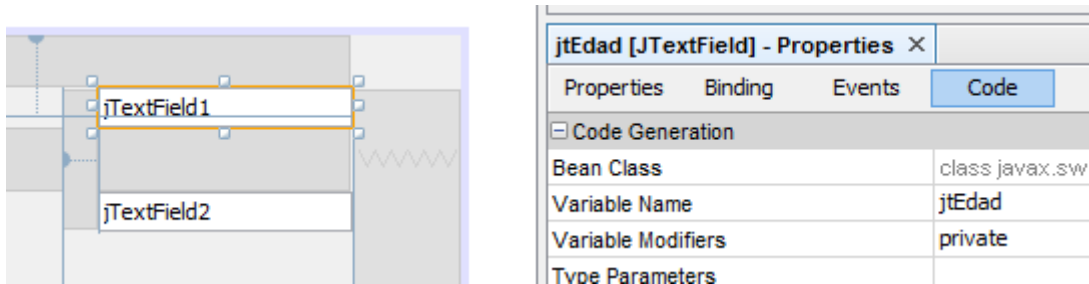 jTextField1
jTextField2
jtEdad [JTextField] - Properties ×
Properties Binding Events Code
Code Generation
Bean Class class javax.sw
Variable Name jtEdad
Variable Modifiers private
Type Parameters